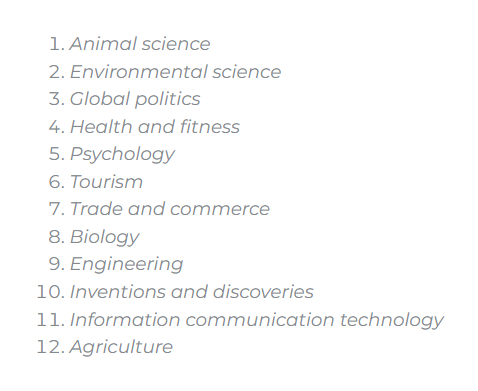 1. Animal science
2. Environmental science
3. Global politics
4. Health and fitness
5. Psychology
6. Tourism
7. Trade and commerce
8. Biology
9. Engineering
10. Inventions and discoveries
11. Information communication technology
12. Agriculture